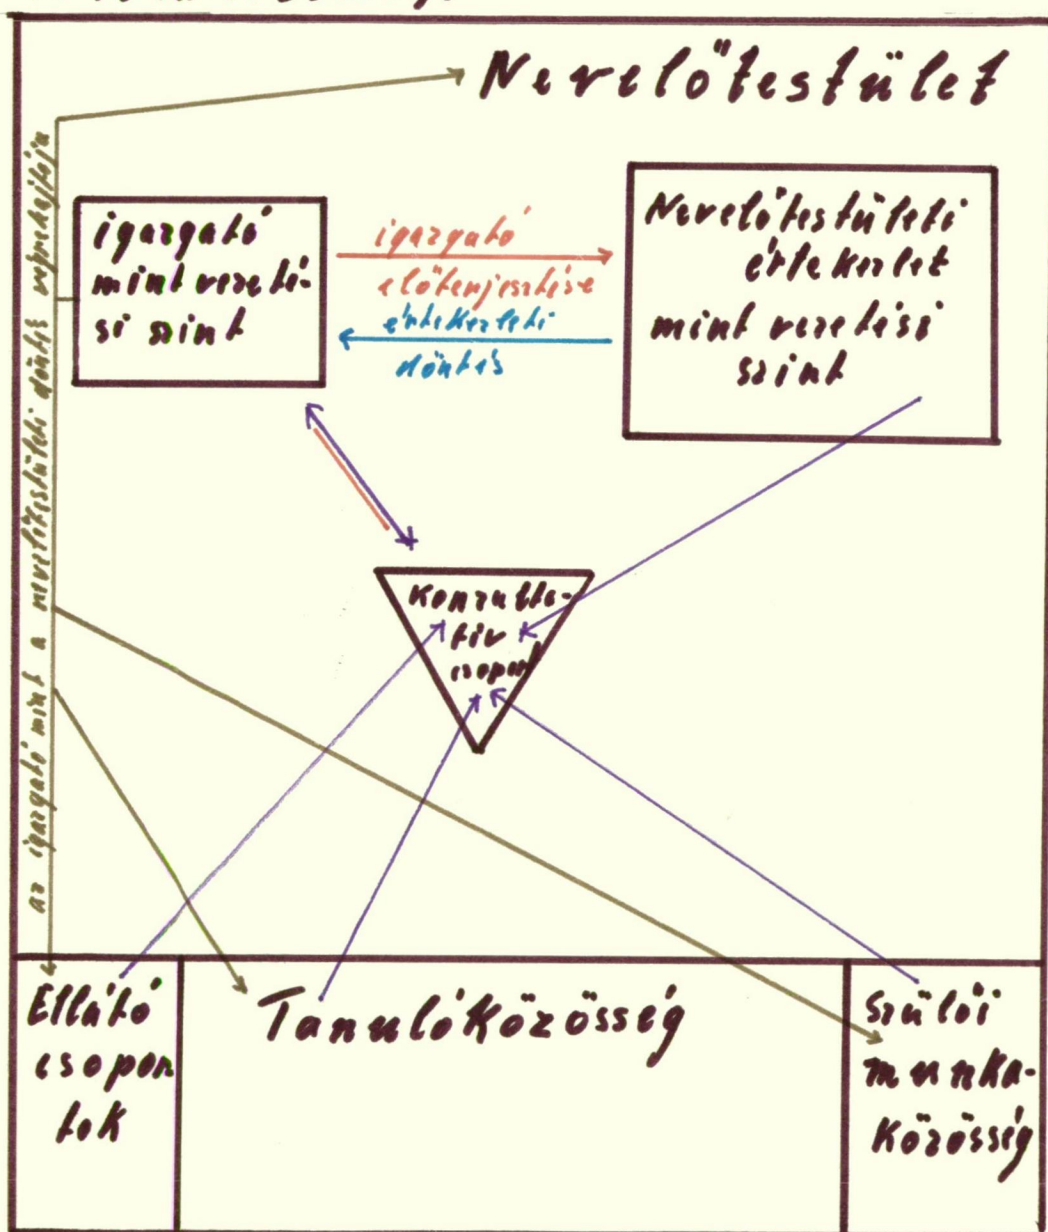 Nevelőtestület
igazgató
mint vezeté-
si szint
igazgató
előterjesztése
értekezleti
döntés
Nevelőtestületi
értekezlet
mint vezetési
szint
az igazgató mint a nevelőtestületi döntés végrehajtója
Konzulta-
tív
csoport
Ellátó
csopor
tok
Tanulóközösség
Szülői
munka-
közösség